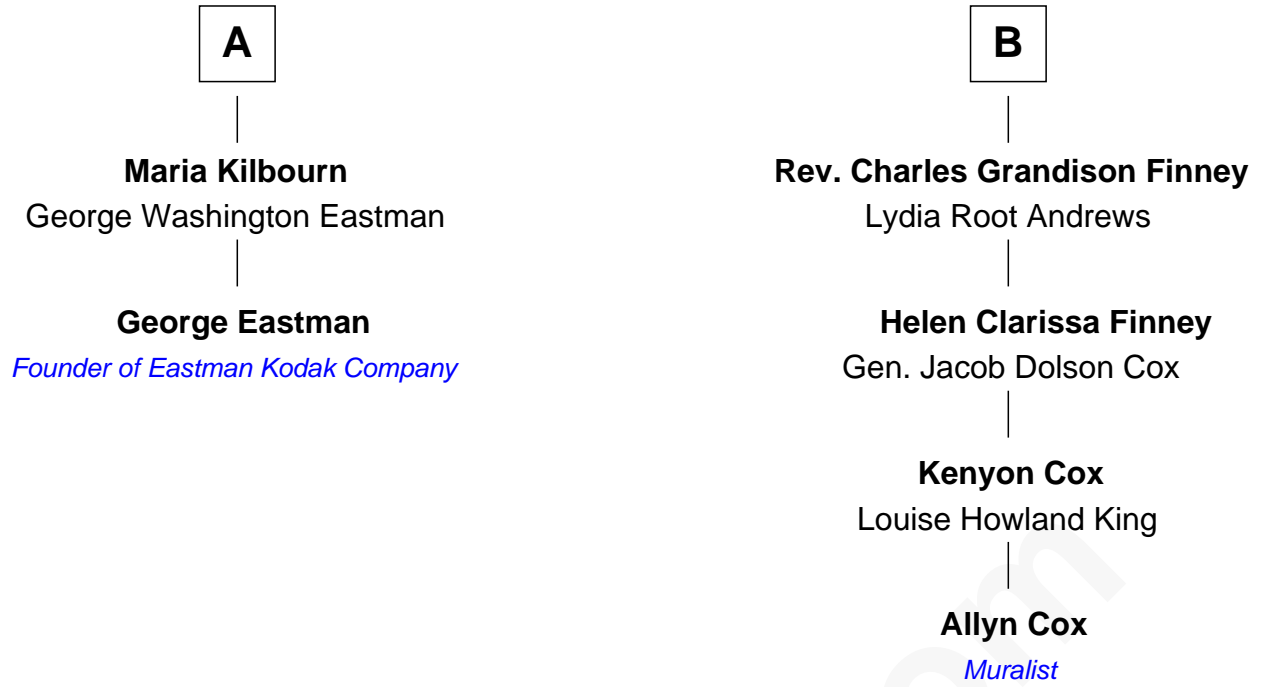 A
Maria Kilbourn
George Washington Eastman
George Eastman
Founder of Eastman Kodak Company
B
Rev. Charles Grandison Finney
Lydia Root Andrews
Helen Clarissa Finney
Gen. Jacob Dolson Cox
Kenyon Cox
Louise Howland King
Allyn Cox
Muralist